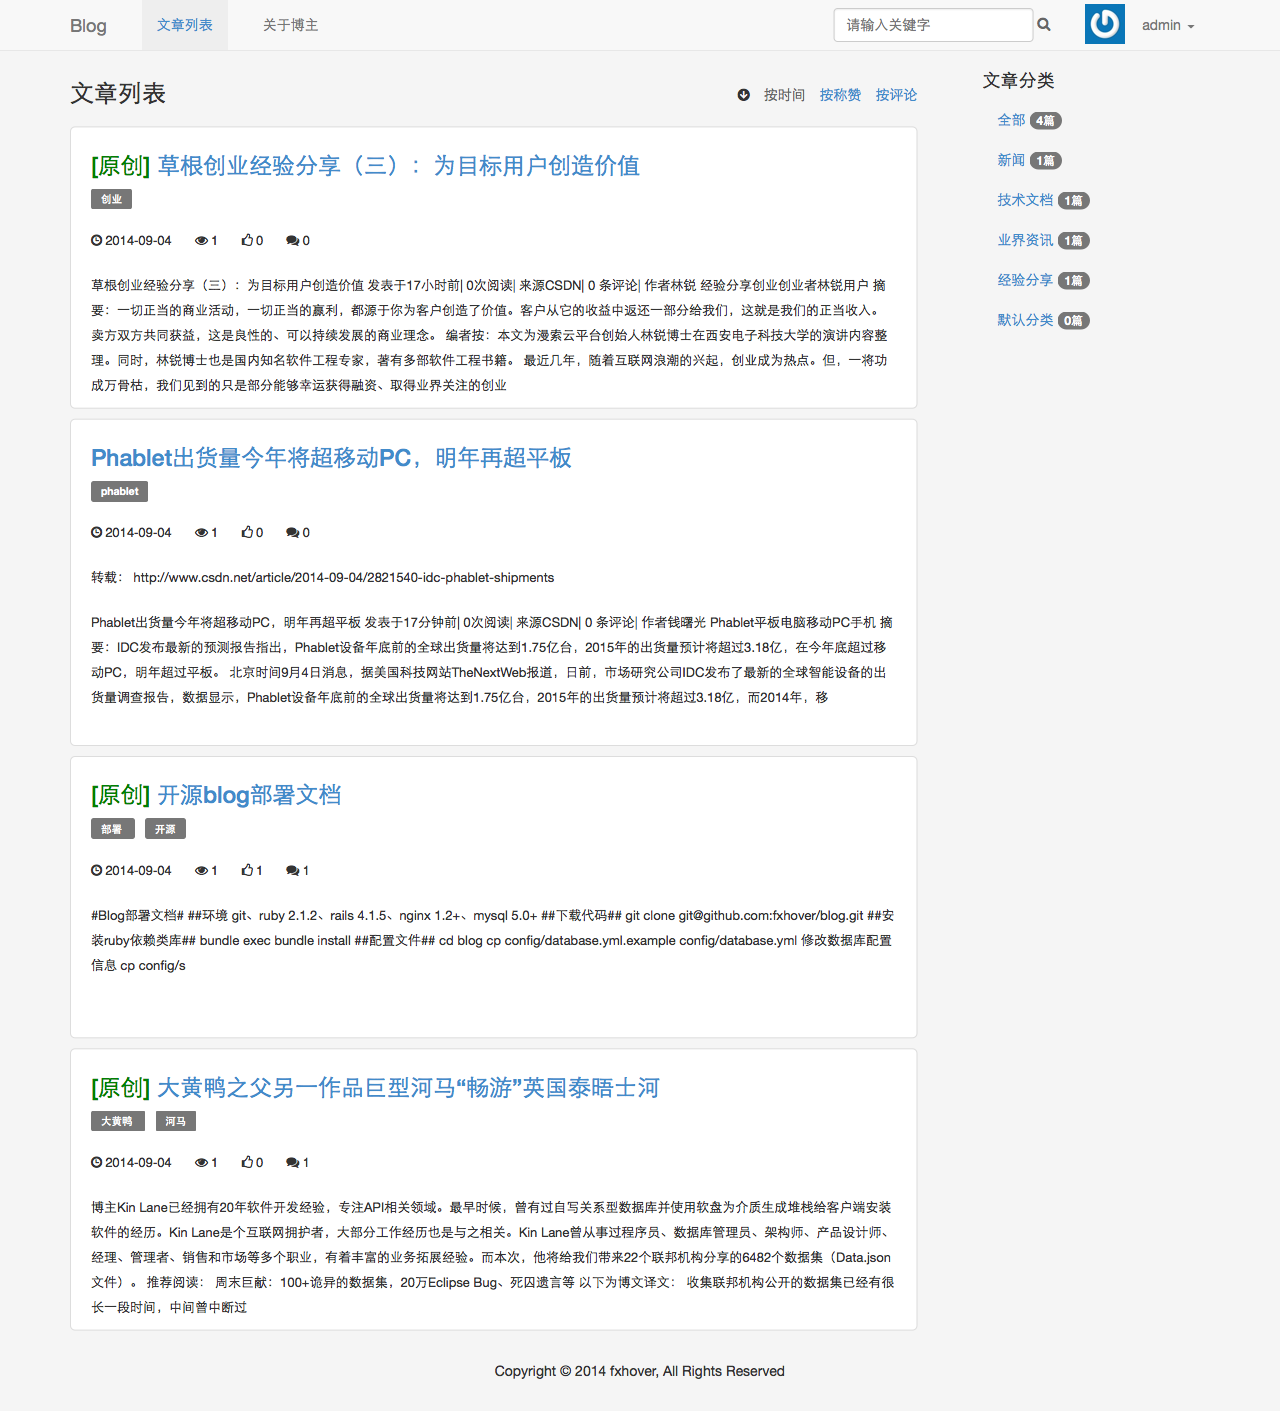 Blog 文章列表 关于博主 请输入关键字 admin
文章列表 按时间 按称赞 按评论
[原创] 草根创业经验分享（三）：为目标用户创造价值
创业
2014-09-04 1 0 0
草根创业经验分享（三）：为目标用户创造价值 发表于17小时前| 0次阅读| 来源CSDN| 0 条评论| 作者林锐 经验分享创业创业者林锐用户 摘
要：一切正当的商业活动，一切正当的赢利，都源于你为客户创造了价值。客户从它的收益中返还一部分给我们，这就是我们的正当收入。
卖方双方共同获益，这是良性的、可以持续发展的商业理念。 编者按：本文为漫索云平台创始人林锐博士在西安电子科技大学的演讲内容整
理。同时，林锐博士也是国内知名软件工程专家，著有多部软件工程书籍。 最近几年，随着互联网浪潮的兴起，创业成为热点。但，一将功
成万骨枯，我们见到的只是部分能够幸运获得融资、取得业界关注的创业
Phablet出货量今年将超移动PC，明年再超平板
phablet
2014-09-04 1 0 0
转载： http://www.csdn.net/article/2014-09-04/2821540-idc-phablet-shipments
Phablet出货量今年将超移动PC，明年再超平板 发表于17分钟前| 0次阅读| 来源CSDN| 0 条评论| 作者钱曙光 Phablet平板电脑移动PC手机 摘
要：IDC发布最新的预测报告指出，Phablet设备年底前的全球出货量将达到1.75亿台，2015年的出货量预计将超过3.18亿，在今年底超过移
动PC，明年超过平板。 北京时间9月4日消息，据美国科技网站TheNextWeb报道，日前，市场研究公司IDC发布了最新的全球智能设备的出
货量调查报告，数据显示，Phablet设备年底前的全球出货量将达到1.75亿台，2015年的出货量预计将超过3.18亿，而2014年，移
[原创] 开源blog部署文档
部署 开源
2014-09-04 1 1 1
#Blog部署文档# ##环境 git、ruby 2.1.2、rails 4.1.5、nginx 1.2+、mysql 5.0+ ##下载代码## git clone git@github.com:fxhover/blog.git ##安
装ruby依赖类库## bundle exec bundle install ##配置文件## cd blog cp config/database.yml.example config/database.yml 修改数据库配置
信息 cp config/s
[原创] 大黄鸭之父另一作品巨型河马“畅游”英国泰晤士河
大黄鸭 河马
2014-09-04 1 0 1
博主Kin Lane已经拥有20年软件开发经验，专注API相关领域。最早时候，曾有过自写关系型数据库并使用软盘为介质生成堆栈给客户端安装
软件的经历。Kin Lane是个互联网拥护者，大部分工作经历也是与之相关。Kin Lane曾从事过程序员、数据库管理员、架构师、产品设计师、
经理、管理者、销售和市场等多个职业，有着丰富的业务拓展经验。而本次，他将给我们带来22个联邦机构分享的6482个数据集（Data.json
文件）。 推荐阅读： 周末巨献：100+诡异的数据集，20万Eclipse Bug、死囚遗言等 以下为博文译文： 收集联邦机构公开的数据集已经有很
长一段时间，中间曾中断过
文章分类
全部 4篇
新闻 1篇
技术文档 1篇
业界资讯 1篇
经验分享 1篇
默认分类 0篇
Copyright © 2014 fxhover, All Rights Reserved